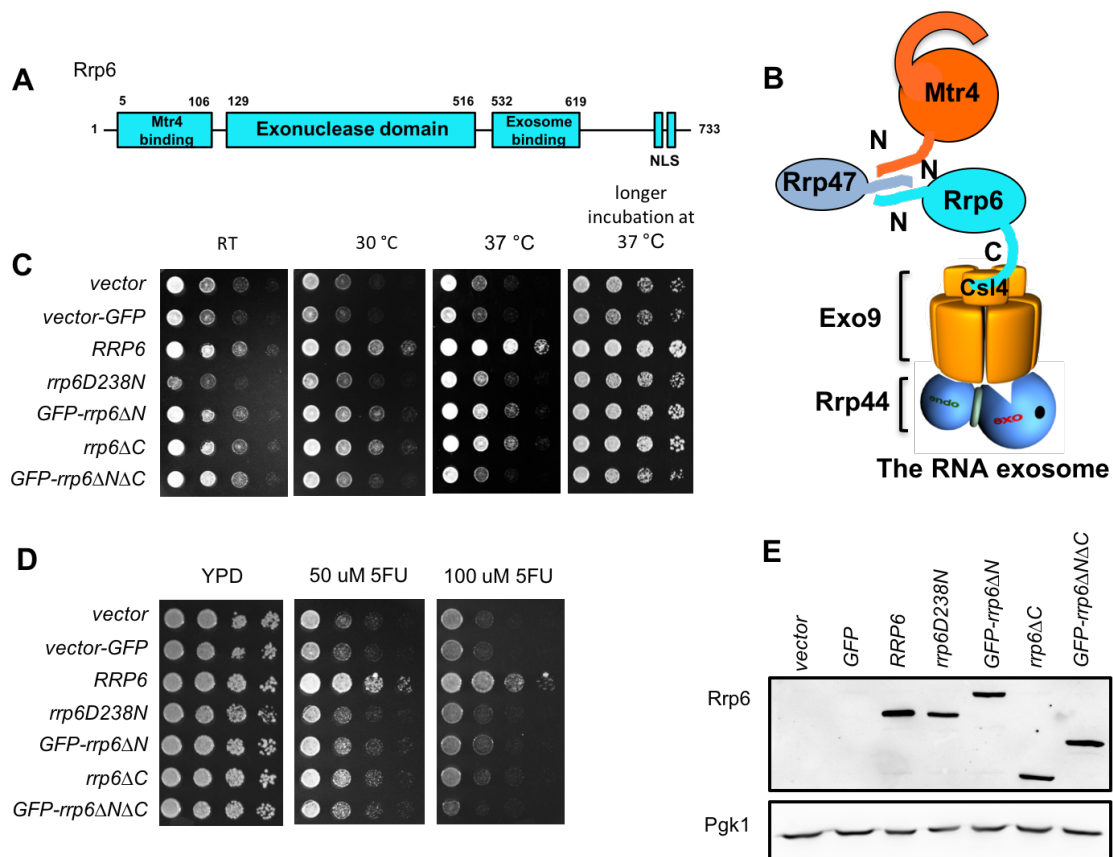 A
Rrp6
5
106
129
516
532
619
1
Mtr4
binding
Exonuclease domain
Exosome
binding
733
NLS
B
Mtr4
N
N
Rrp47
Rrp6
N
C
Csl4
Exo9
Rrp44
endo
exo
The RNA exosome
C
RT
30 °C
37 °C
longer
incubation at
37 °C
vector
vector-GFP
RRP6
rrp6D238N
GFP-rrp6ΔN
rrp6ΔC
GFP-rrp6ΔNΔC
D
YPD
50 uM 5FU
100 uM 5FU
vector
vector-GFP
RRP6
rrp6D238N
GFP-rrp6ΔN
rrp6ΔC
GFP-rrp6ΔNΔC
E
vector
GFP
RRP6
rrp6D238N
GFP-rrp6ΔN
rrp6ΔC
GFP-rrp6ΔNΔC
Rrp6
Pgk1